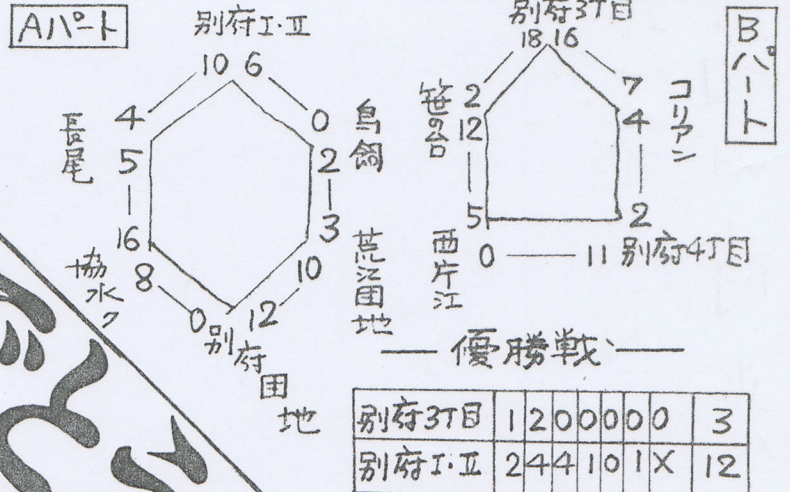 Aパート
別府Ⅰ·Ⅱ
10 6
4 0
長尾 鳥飼
5 2
16 3
協水ク 荒江団地
8 10
0 12
別府団地
Bパート
別府3丁目
18 16
2 7
笹の台 コリアン
12 4
5 2
西片江 0 11 別府4丁目
優勝戦
別府3丁目 1 2 0 0 0 0 0 3
別府Ⅰ·Ⅱ 2 4 4 1 0 1 X 12